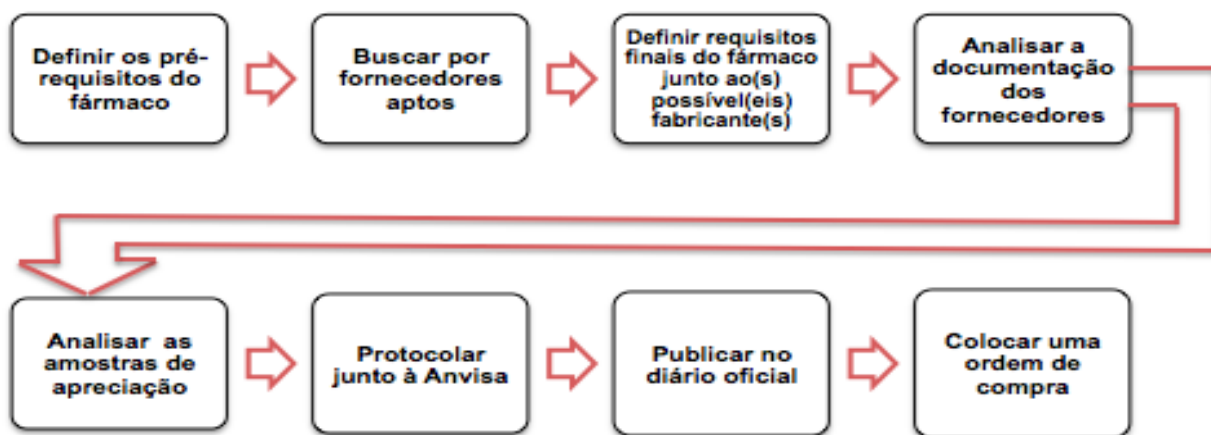 Definir os pré-
requisitos do
fármaco
Buscar por
fornecedores
aptos
Definir requisitos
finais do fármaco
junto ao(s)
possível(eis)
fabricante(s)
Analisar a
documentação
dos
fornecedores
Analisar as
amostras de
apreciação
Protocolar
junto à Anvisa
Publicar no
diário oficial
Colocar uma
ordem de
compra